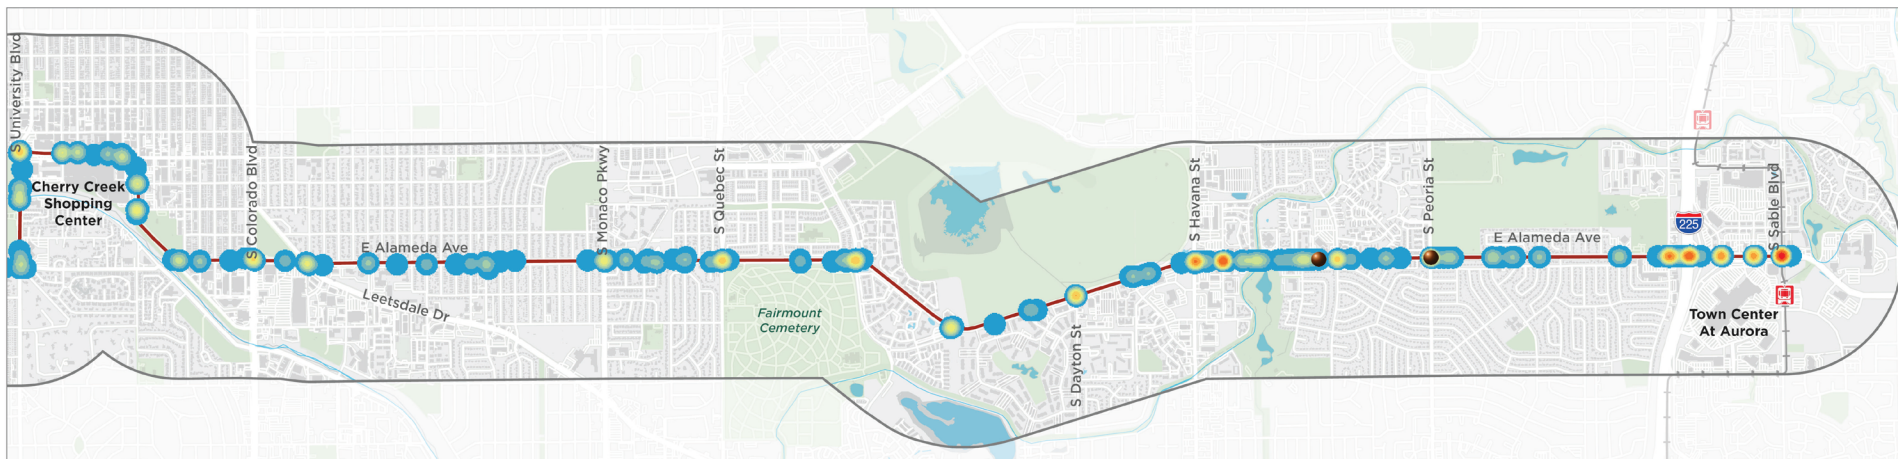 S University Blvd
Cherry Creek
Shopping
Center
S Colorado Blvd
E Alameda Ave
Leetsdale Dr
S Monaco Pkwy
S Quebec St
Fairmount
Cemetery
S Dayton St
S Havana St
S Peoria St
E Alameda Ave
225
S Sable Blvd
Town Center
At Aurora